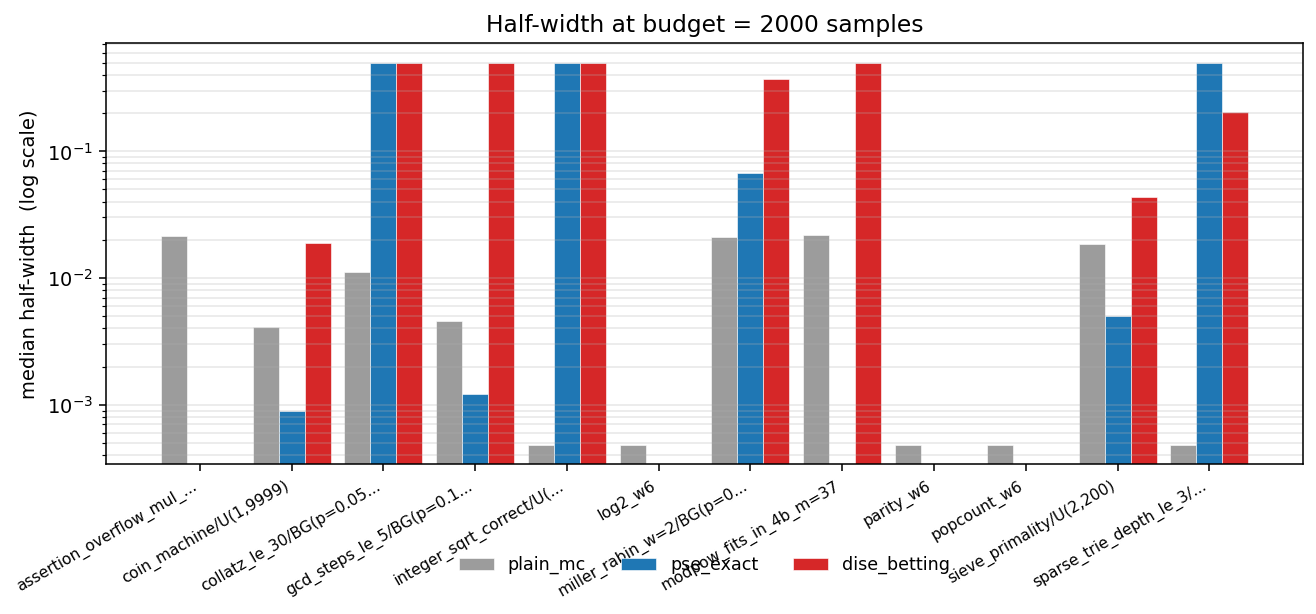 Half-width at budget = 2000 samples
median half-width (log scale)
10⁻¹
10⁻²
10⁻³
assertion_overflow_mul_-...
coin_machine/U(1,9999)
collatz_le_30/BG(p=0.05...
gcd_steps_le_5/BG(p=0.1...
integer_sqrt_correct/U(...
log2_w6
miller_rabin_w=2/BG(p=0...
modpow_fits_in_4b_m=37
parity_w6
popcount_w6
sieve_primality/U(2,200)
sparse_trie_depth_le_3/...
plain_mc
pse_exact
dise_betting